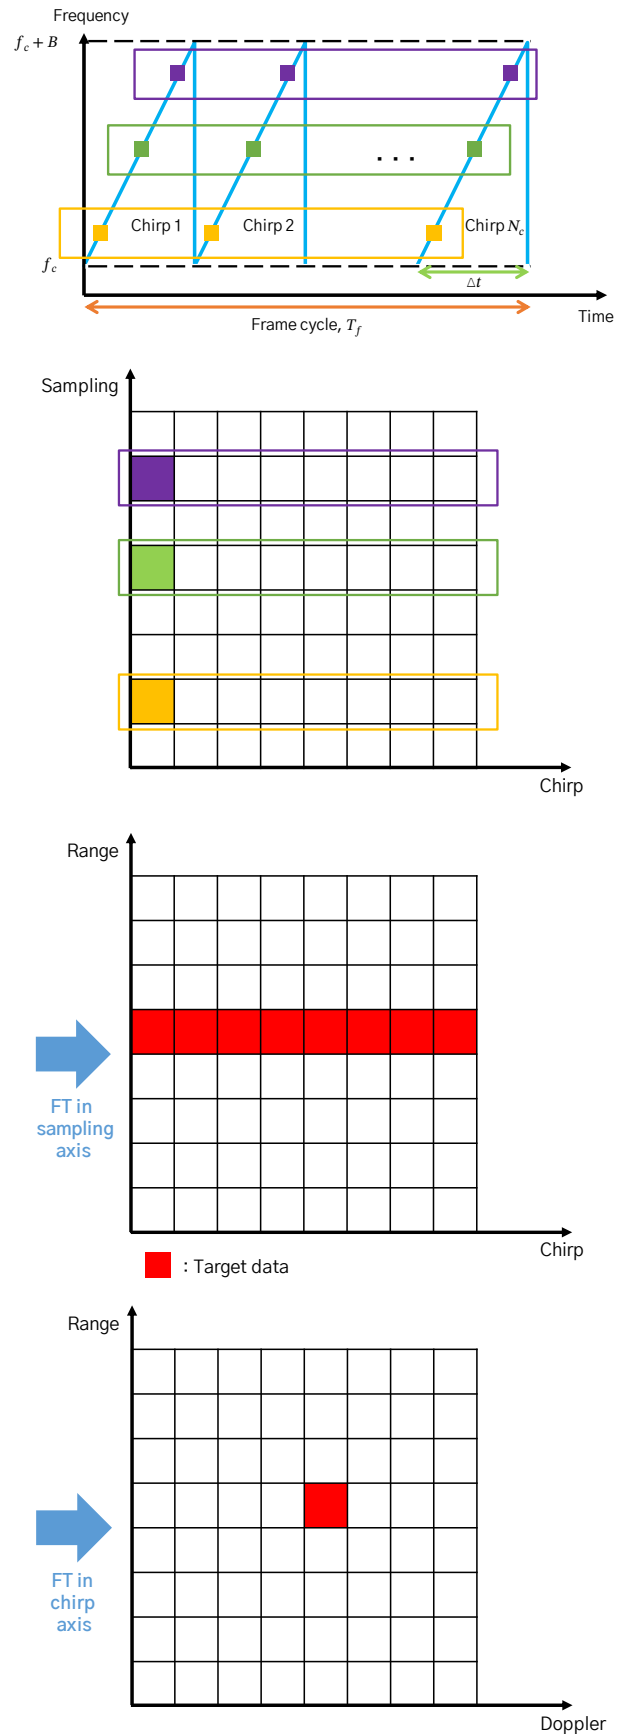 Frequency
f_c + B
Chirp 1
Chirp 2
. . .
Chirp N_c
f_c
Δt
Time
Frame cycle, T_f
Sampling
Chirp
Range
FT in
sampling
axis
Chirp
: Target data
Range
FT in
chirp
axis
Doppler